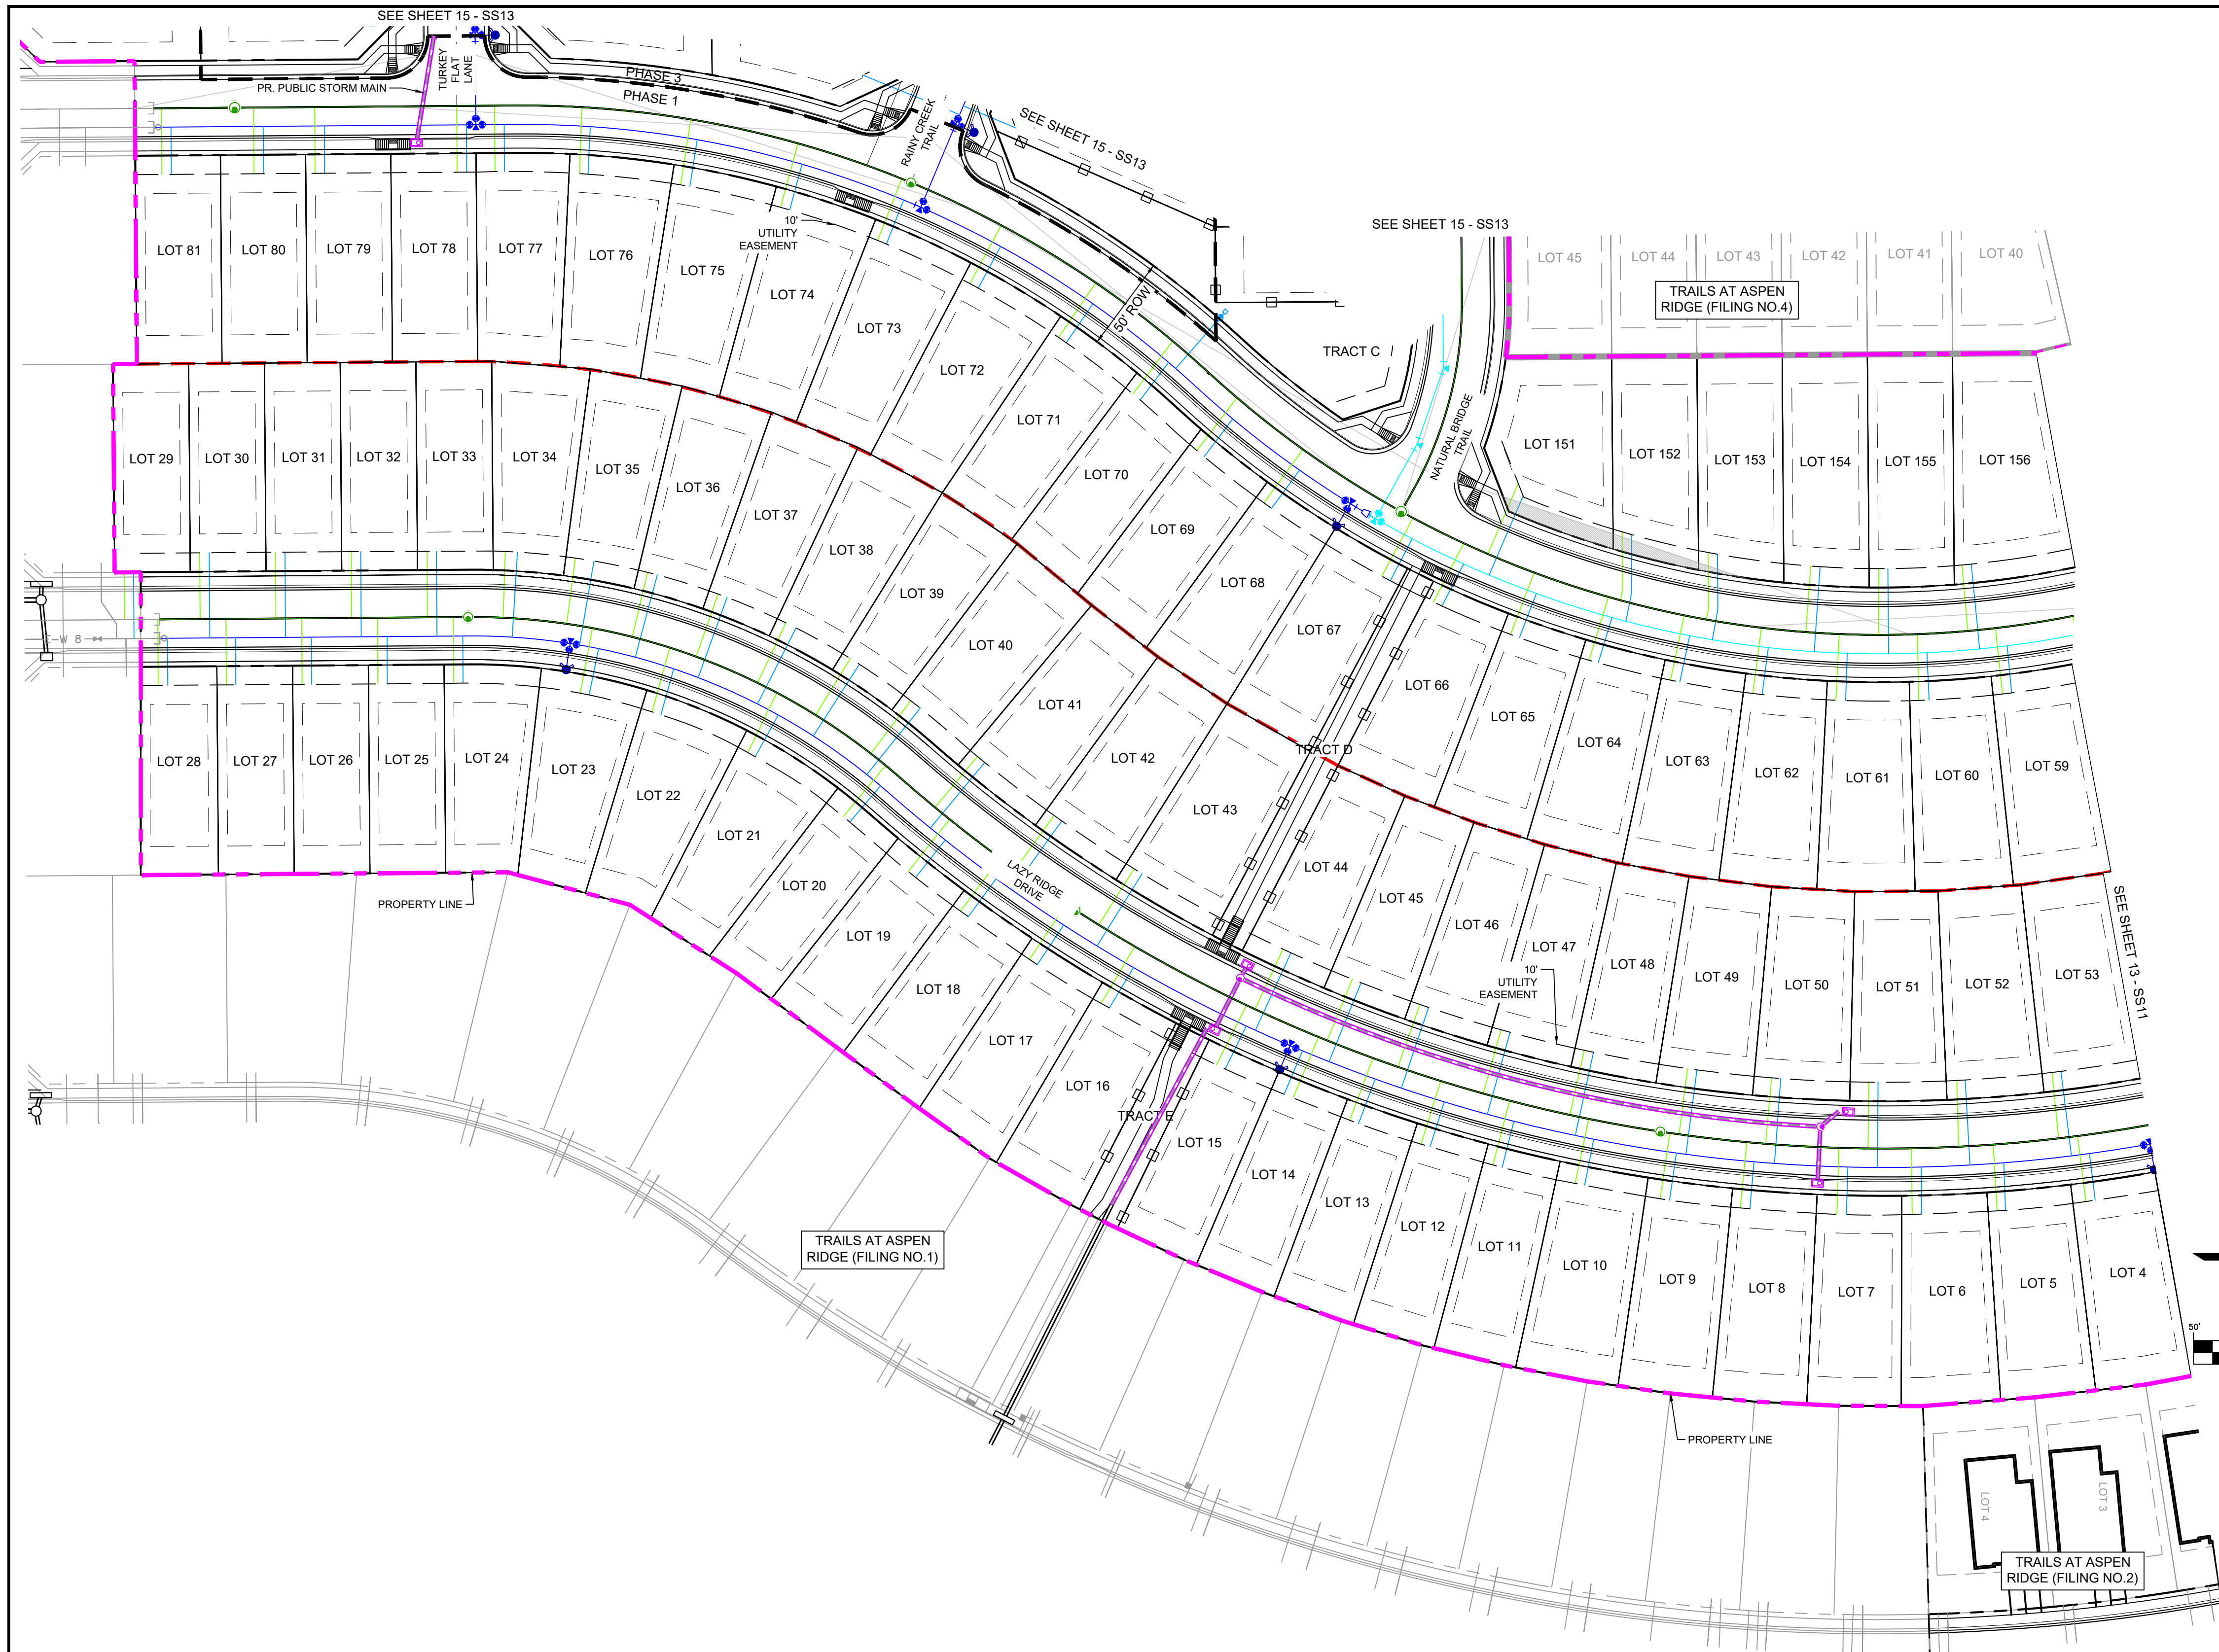 SEE SHEET 15 - SS13
PHASE 3
PHASE 1
TURKEY
FLAT
LANE
PR. PUBLIC STORM MAIN
RAINY CREEK
TRAIL
SEE SHEET 15 - SS13
SEE SHEET 15 - SS13
10'
UTILITY
EASEMENT
50' ROW
TRACT C
NATURAL BRIDGE
TRAIL
LOT 45
LOT 44
LOT 43
LOT 42
LOT 41
LOT 40
TRAILS AT ASPEN
RIDGE (FILING NO.4)
LOT 81
LOT 80
LOT 79
LOT 78
LOT 77
LOT 76
LOT 75
LOT 74
LOT 73
LOT 72
LOT 71
LOT 70
LOT 69
LOT 68
LOT 67
LOT 66
LOT 65
LOT 64
LOT 63
LOT 62
LOT 61
LOT 60
LOT 59
LOT 151
LOT 152
LOT 153
LOT 154
LOT 155
LOT 156
LOT 29
LOT 30
LOT 31
LOT 32
LOT 33
LOT 34
LOT 35
LOT 36
LOT 37
LOT 38
LOT 39
LOT 40
LOT 41
LOT 42
LOT 43
TRACT D
LOT 44
LOT 45
LOT 46
LOT 47
LOT 48
LOT 49
LOT 50
LOT 51
LOT 52
LOT 53
SEE SHEET 13 - SS11
10'
UTILITY
EASEMENT
E-W 8
LAZY RIDGE
DRIVE
LOT 28
LOT 27
LOT 26
LOT 25
LOT 24
LOT 23
LOT 22
LOT 21
LOT 20
LOT 19
LOT 18
LOT 17
LOT 16
TRACT E
LOT 15
LOT 14
LOT 13
LOT 12
LOT 11
LOT 10
LOT 9
LOT 8
LOT 7
LOT 6
LOT 5
LOT 4
PROPERTY LINE
TRAILS AT ASPEN
RIDGE (FILING NO.1)
50'
PROPERTY LINE
LOT 4
LOT 3
TRAILS AT ASPEN
RIDGE (FILING NO.2)